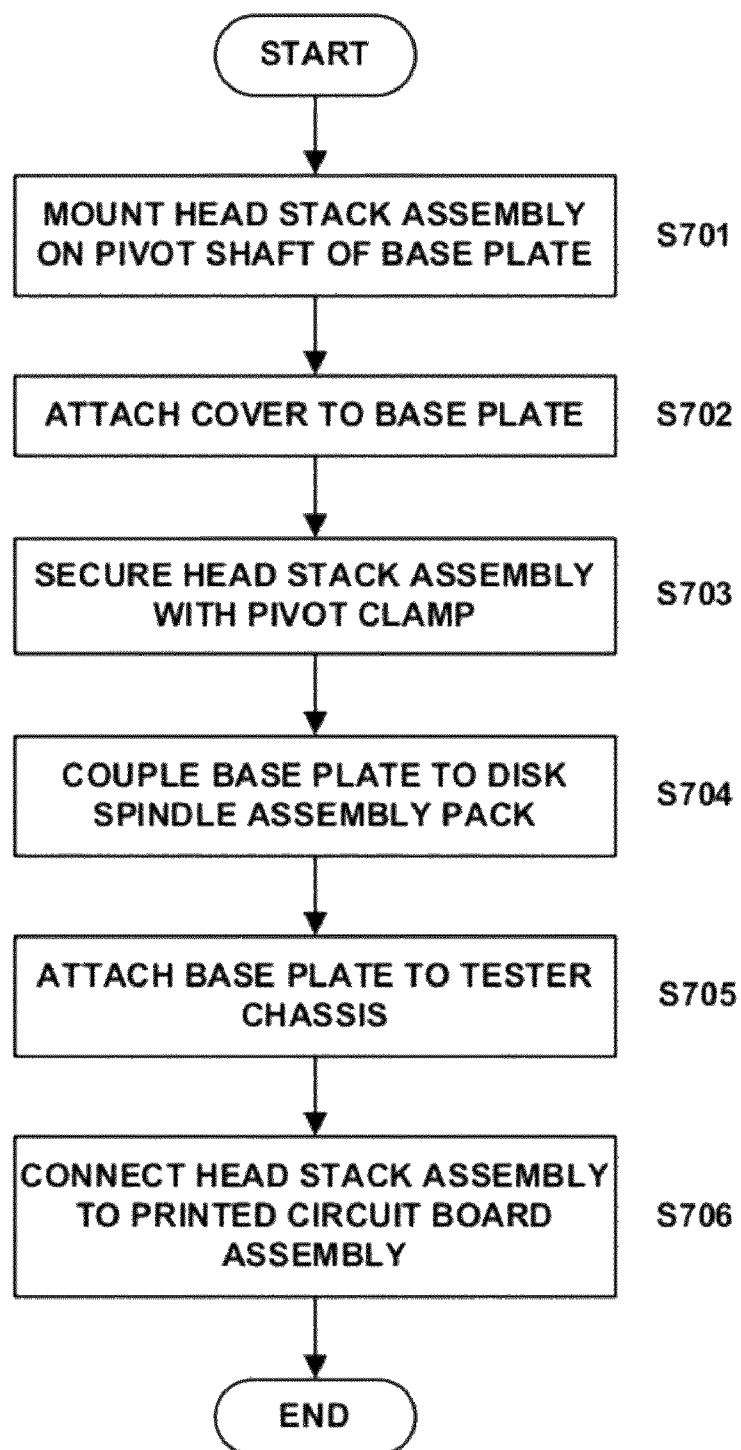 START
MOUNT HEAD STACK ASSEMBLY
ON PIVOT SHAFT OF BASE PLATE
S701
ATTACH COVER TO BASE PLATE
S702
SECURE HEAD STACK ASSEMBLY
WITH PIVOT CLAMP
S703
COUPLE BASE PLATE TO DISK
SPINDLE ASSEMBLY PACK
S704
ATTACH BASE PLATE TO TESTER
CHASSIS
S705
CONNECT HEAD STACK ASSEMBLY
TO PRINTED CIRCUIT BOARD
ASSEMBLY
S706
END